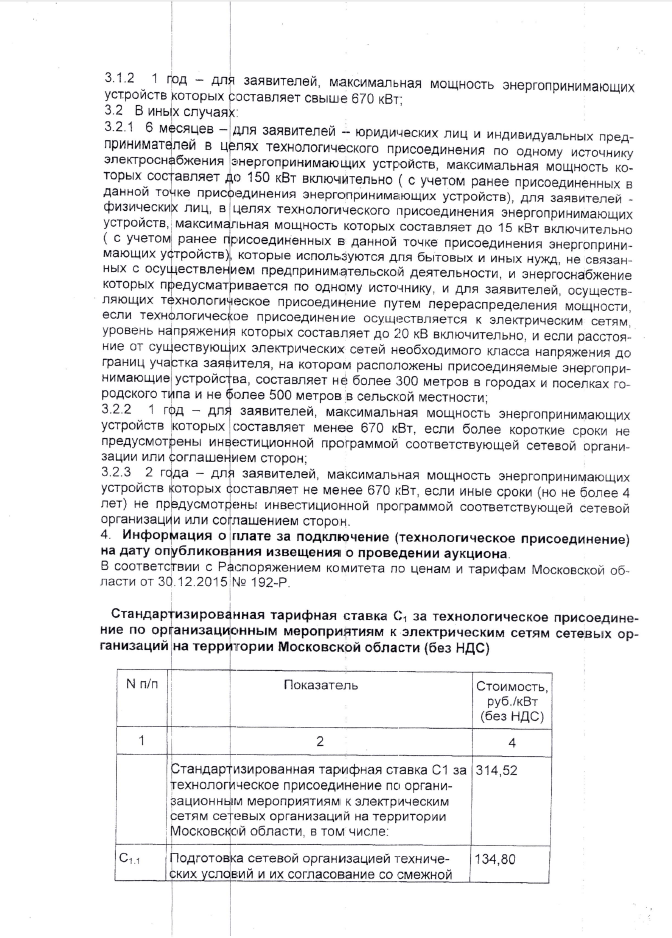 3.1.2 1 год – для заявителей, максимальная мощность энергопринимающих
устройств которых составляет свыше 670 кВт;
3.2 В иных случаях:
3.2.1 6 месяцев – для заявителей – юридических лиц и индивидуальных пред-
принимателей в целях технологического присоединения по одному источнику
электроснабжения энергопринимающих устройств, максимальная мощность ко-
торых составляет до 150 кВт включительно ( с учетом ранее присоединенных в
данной точке присоединения энергопринимающих устройств), для заявителей -
физических лиц, в целях технологического присоединения энергопринимающих
устройств, максимальная мощность которых составляет до 15 кВт включительно
( с учетом ранее присоединенных в данной точке присоединения энергоприни-
мающих устройств), которые используются для бытовых и иных нужд, не связан-
ных с осуществлением предпринимательской деятельности, и энергоснабжение
которых предусматривается по одному источнику, и для заявителей, осуществ-
ляющих технологическое присоединение путем перераспределения мощности,
если технологическое присоединение осуществляется к электрическим сетям,
уровень напряжения которых составляет до 20 кВ включительно, и если расстоя-
ние от существующих электрических сетей необходимого класса напряжения до
границ участка заявителя, на котором расположены присоединяемые энергопри-
нимающие устройства, составляет не более 300 метров в городах и поселках го-
родского типа и не более 500 метров в сельской местности;
3.2.2 1 год – для заявителей, максимальная мощность энергопринимающих
устройств которых составляет менее 670 кВт, если более короткие сроки не
предусмотрены инвестиционной программой соответствующей сетевой органи-
зации или соглашением сторон;
3.2.3 2 года – для заявителей, максимальная мощность энергопринимающих
устройств которых составляет не менее 670 кВт, если иные сроки (но не более 4
лет) не предусмотрены инвестиционной программой соответствующей сетевой
организации или соглашением сторон.
4. Информация о плате за подключение (технологическое присоединение)
на дату опубликования извещения о проведении аукциона.
В соответствии с Распоряжением комитета по ценам и тарифам Московской об-
ласти от 30.12.2015 № 192-Р.
Стандартизированная тарифная ставка С₁ за технологическое присоедине-
ние по организационным мероприятиям к электрическим сетям сетевых ор-
ганизаций на территории Московской области (без НДС)
N п/п Показатель Стоимость,
руб./кВт
(без НДС)
1 2 4
Стандартизированная тарифная ставка С1 за 314,52
технологическое присоединение по органи-
зационным мероприятиям к электрическим
сетям сетевых организаций на территории
Московской области, в том числе:
С₁.₁ Подготовка сетевой организацией техниче- 134,80
ских условий и их согласование со смежной